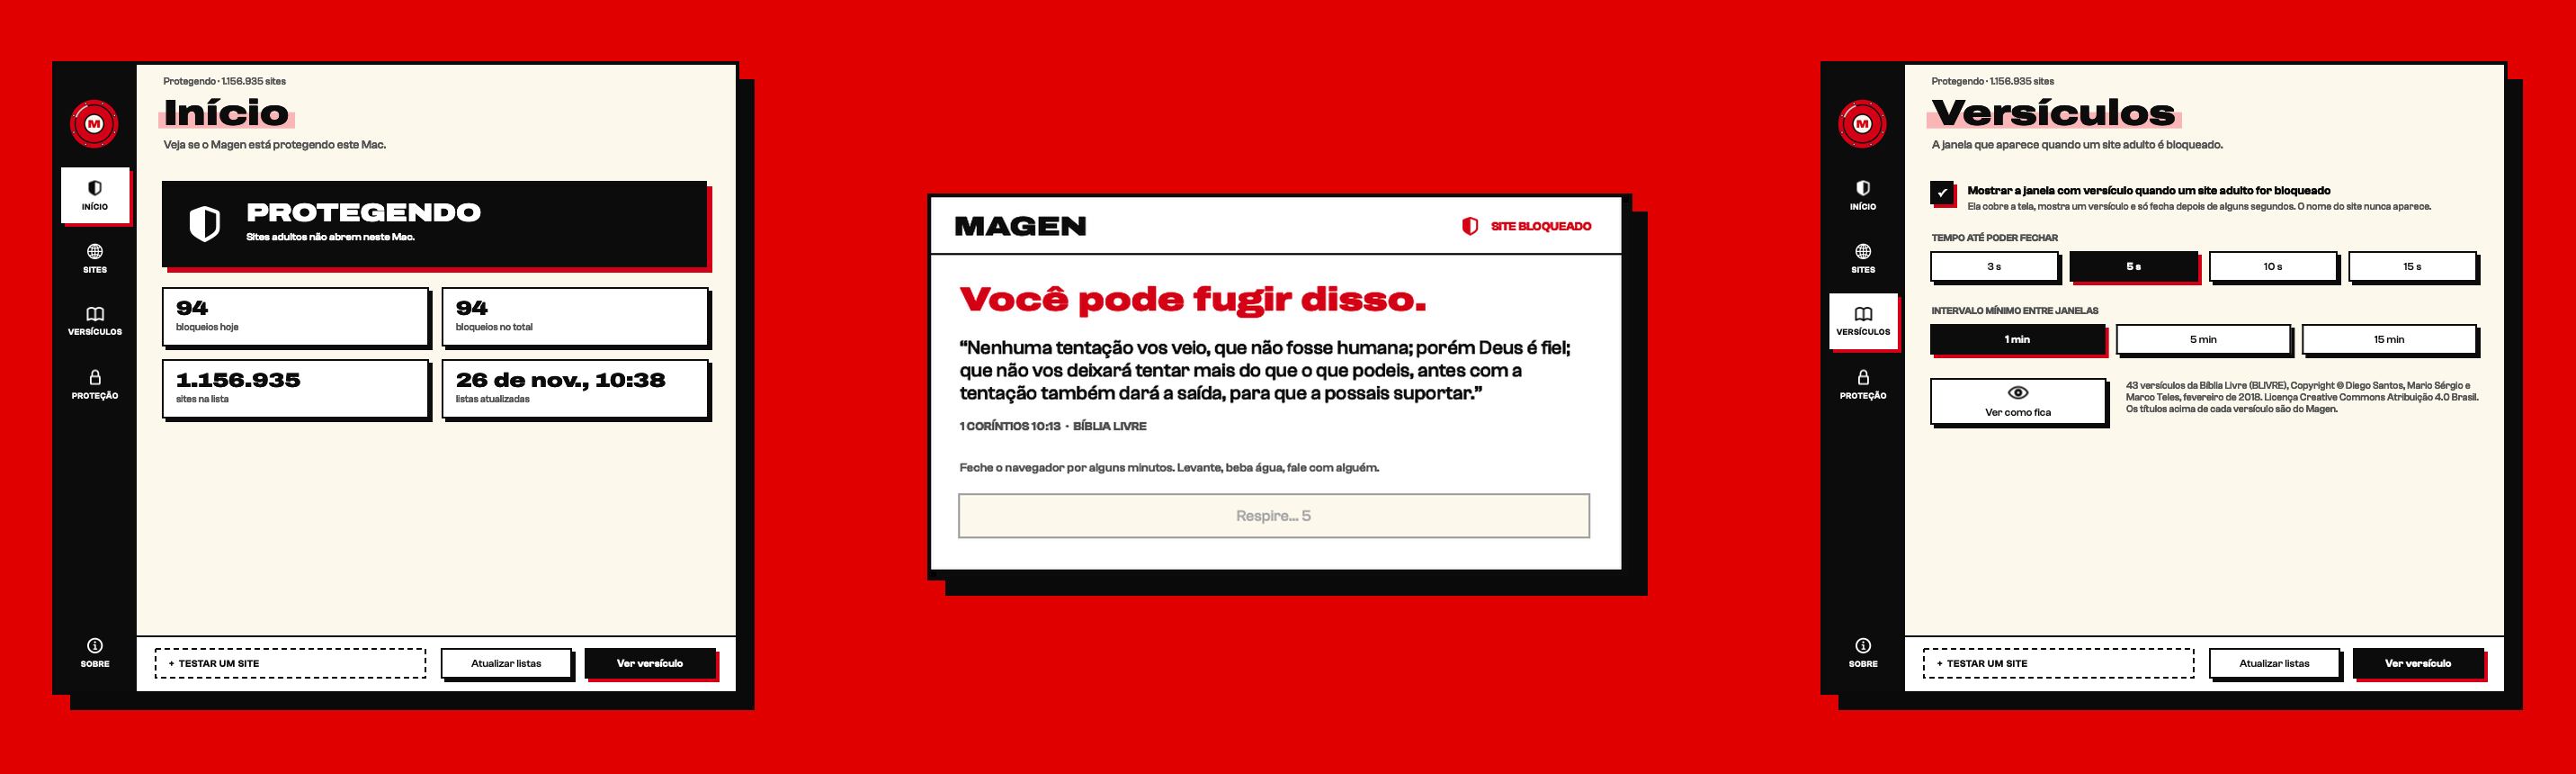 Protegendo · 1.156.935 sites
Início
Veja se o Magen está protegendo este Mac.
M
INÍCIO
SITES
VERSÍCULOS
PROTEÇÃO
SOBRE
PROTEGENDO
Sites adultos não abrem neste Mac.
94
bloqueios hoje
94
bloqueios no total
1.156.935
sites na lista
26 de nov., 10:38
listas atualizadas
+ TESTAR UM SITE
Atualizar listas
Ver versículo
MAGEN
SITE BLOQUEADO
Você pode fugir disso.
“Nenhuma tentação vos veio, que não fosse humana; porém Deus é fiel;
que não vos deixará tentar mais do que o que podeis, antes com a
tentação também dará a saída, para que a possais suportar.”
1 CORÍNTIOS 10:13 · BÍBLIA LIVRE
Feche o navegador por alguns minutos. Levante, beba água, fale com alguém.
Respire... 5
Protegendo · 1.156.935 sites
Versículos
A janela que aparece quando um site adulto é bloqueado.
M
INÍCIO
SITES
VERSÍCULOS
PROTEÇÃO
SOBRE
Mostrar a janela com versículo quando um site adulto for bloqueado
Ela cobre a tela, mostra um versículo e só fecha depois de alguns segundos. O nome do site nunca aparece.
TEMPO ATÉ PODER FECHAR
3 s
5 s
10 s
15 s
INTERVALO MÍNIMO ENTRE JANELAS
1 min
5 min
15 min
Ver como fica
43 versículos da Bíblia Livre (BLIVRE), Copyright © Diego Santos, Mario Sérgio e
Marco Teles, fevereiro de 2018. Licença Creative Commons Atribuição 4.0 Brasil.
Os títulos acima de cada versículo são do Magen.
+ TESTAR UM SITE
Atualizar listas
Ver versículo